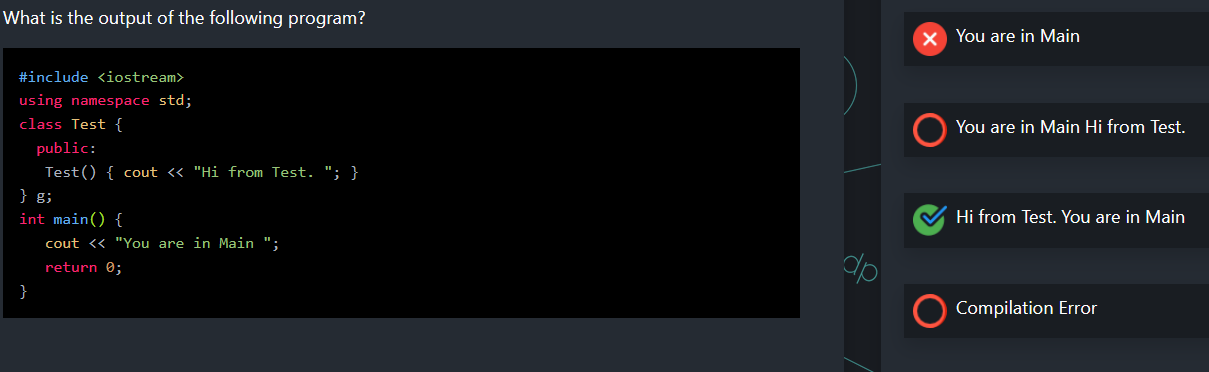 What is the output of the following program?
#include <iostream>
using namespace std;
class Test {
  public:
   Test() { cout << "Hi from Test. "; }
} g;
int main() {
   cout << "You are in Main ";
   return 0;
}
You are in Main
You are in Main Hi from Test.
Hi from Test. You are in Main
Compilation Error